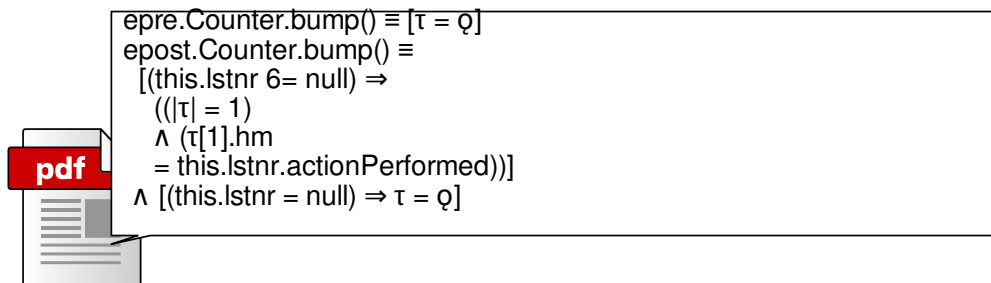 epre.Counter.bump() ≡ [τ = ϱ]
epost.Counter.bump() ≡
[(this.lstnr 6= null) ⇒
((|τ| = 1)
∧ (τ[1].hm
= this.lstnr.actionPerformed))]
∧ [(this.lstnr = null) ⇒ τ = ϱ]
pdf